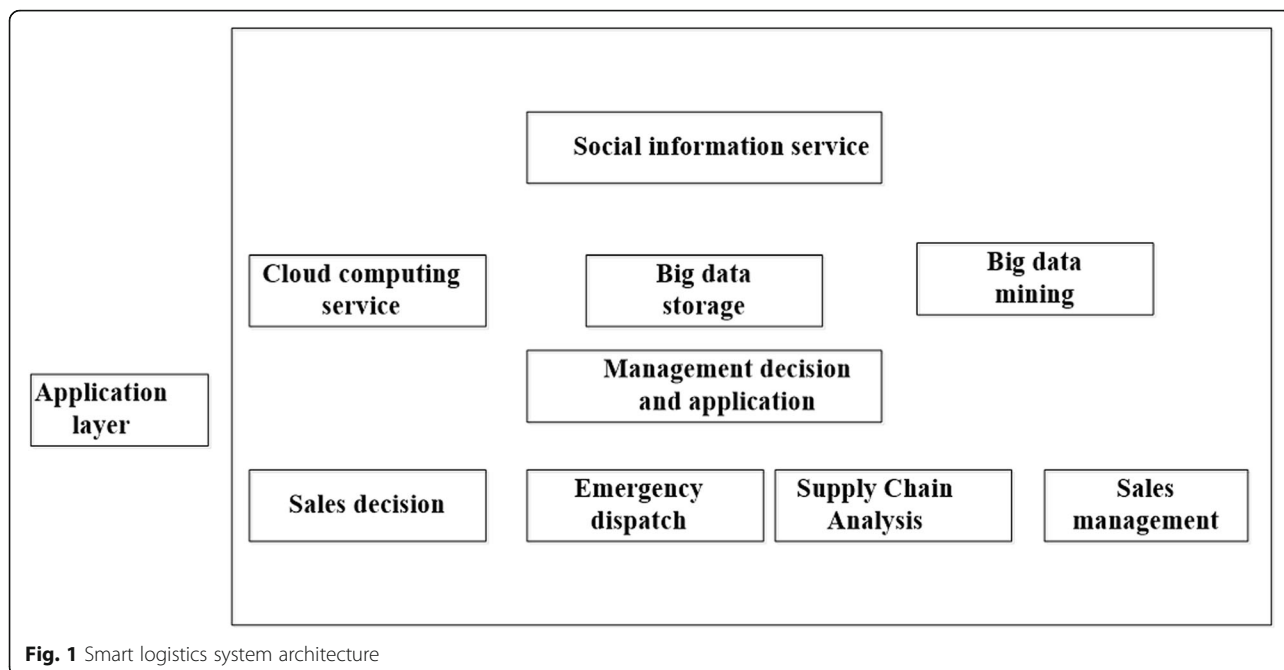 Social information service
Cloud computing
service
Big data
storage
Big data
mining
Management decision
and application
Application
layer
Sales decision
Emergency
dispatch
Supply Chain
Analysis
Sales
management
Fig. 1 Smart logistics system architecture